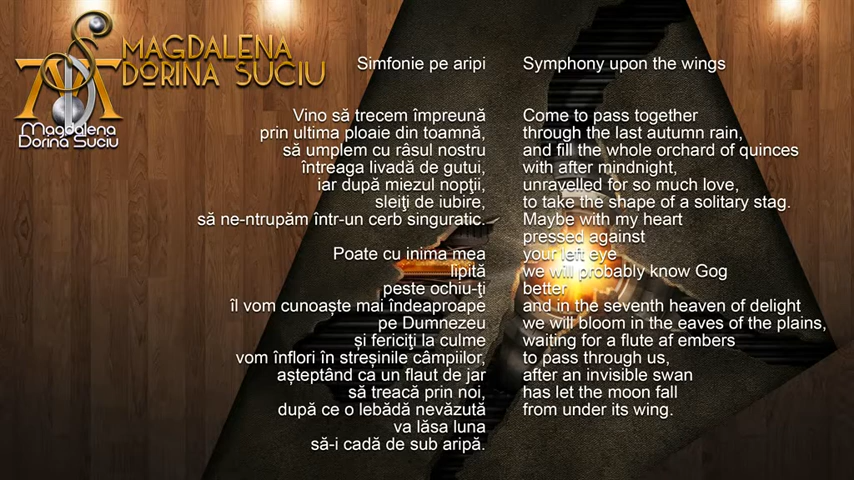 MAGDALENA
DORINA SUCIU
Magdalena
Dorina Suciu
Simfonie pe aripi
Vino să trecem împreună
prin ultima ploaie din toamnă,
să umplem cu râsul nostru
întreaga livadă de gutui,
iar după miezul nopţii,
sleiţi de iubire,
să ne-ntrupăm într-un cerb singuratic.
Poate cu inima mea
lipită
peste ochiu-ţi
îl vom cunoaște mai îndeaproape
pe Dumnezeu
și fericiţi la culme
vom înflori în streșinile câmpiilor,
așteptând ca un flaut de jar
să treacă prin noi,
după ce o lebădă nevăzută
va lăsa luna
să-i cadă de sub aripă.
Symphony upon the wings
Come to pass together
through the last autumn rain,
and fill the whole orchard of quinces
with after mindnight,
unravelled for so much love,
to take the shape of a solitary stag.
Maybe with my heart
pressed against
your left eye
we will probably know Gog
better
and in the seventh heaven of delight
we will bloom in the eaves of the plains,
waiting for a flute af embers
to pass through us,
after an invisible swan
has let the moon fall
from under its wing.